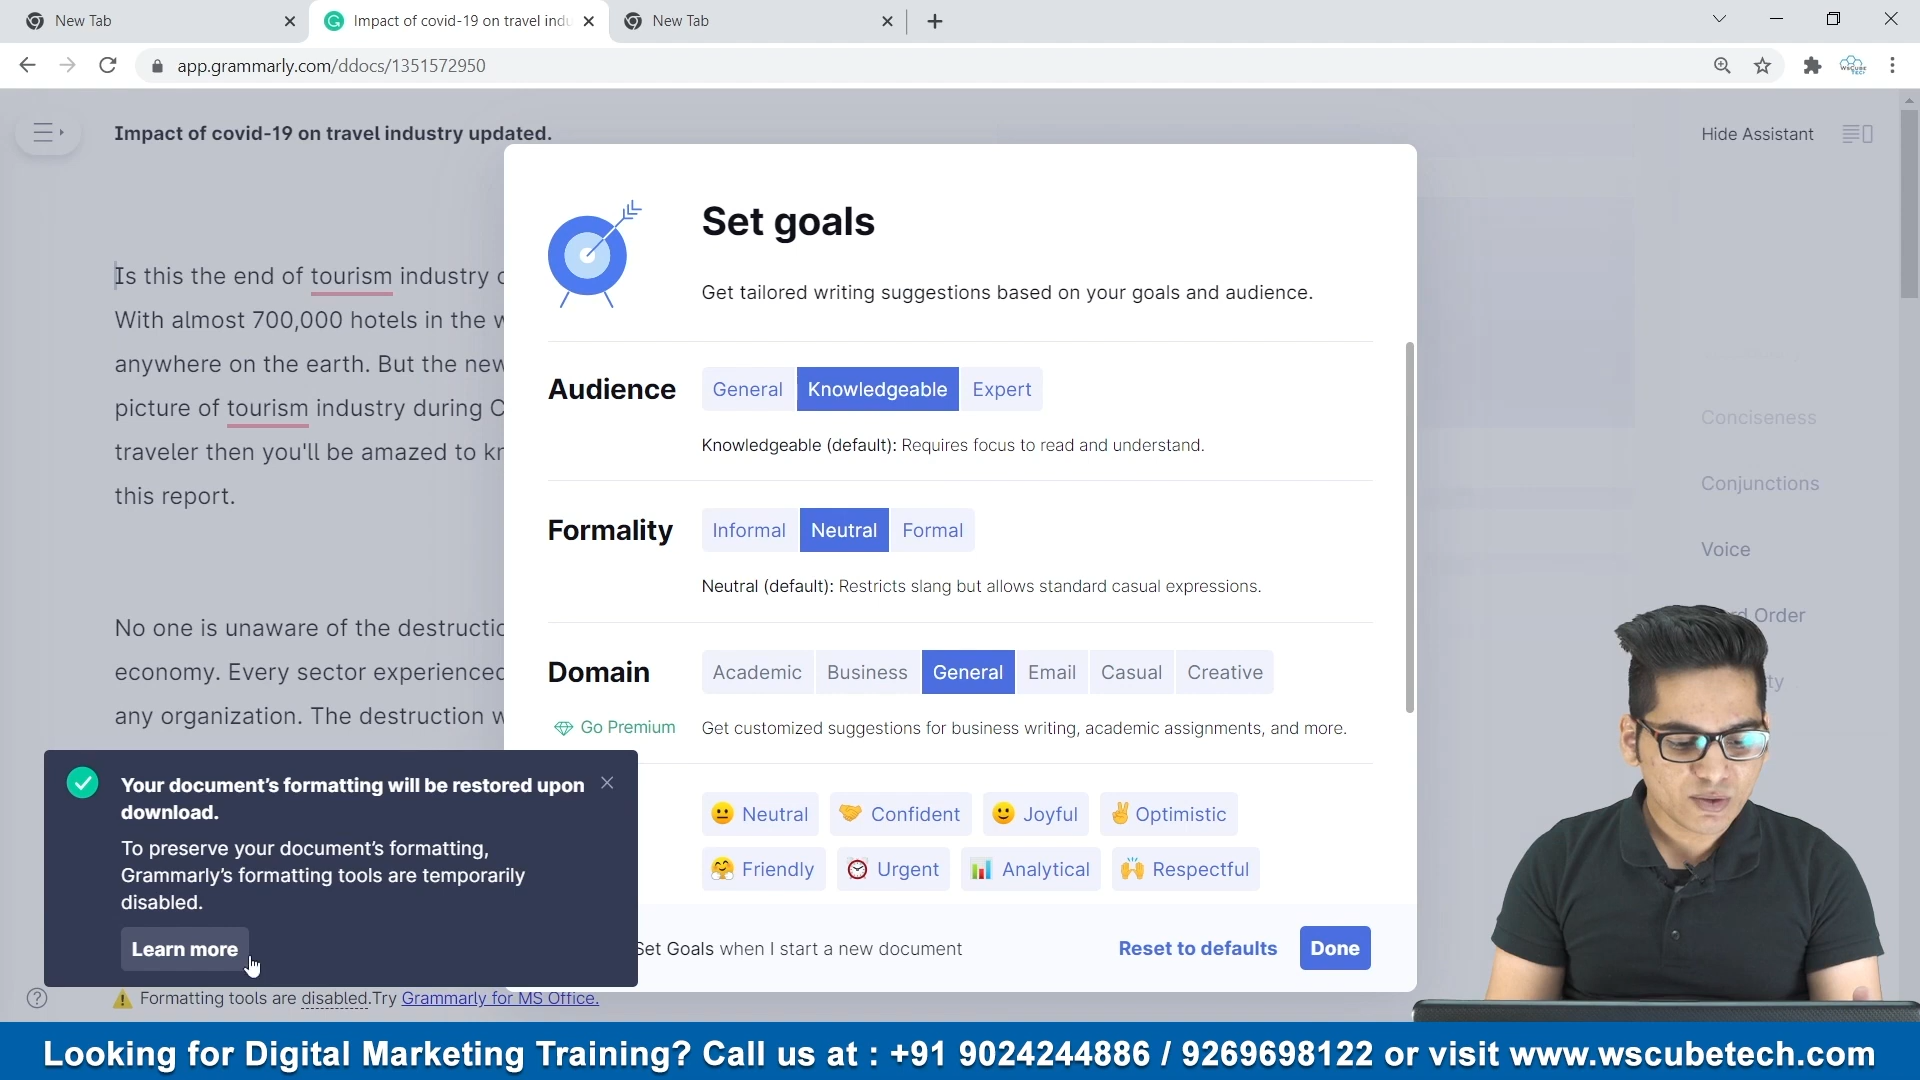 New Tab
Impact of covid-19 on travel indu
New Tab
app.grammarly.com/ddocs/1351572950
Impact of covid-19 on travel industry updated.
Hide Assistant
Is this the end of tourism industry
With almost 700,000 hotels in the
anywhere on the earth. But the new
picture of tourism industry during
traveler then you'll be amazed to
this report.
No one is unaware of the
economy. Every sector experienced
any organization. The destruction
Set goals
Get tailored writing suggestions based on your goals and audience.
Audience
General Knowledgeable Expert
Knowledgeable (default): Requires focus to read and understand.
Formality
Informal Neutral Formal
Neutral (default): Restricts slang but allows standard casual expressions.
Domain
Academic Business General Email Casual Creative
Go Premium
Get customized suggestions for business writing, academic assignments, and more.
Neutral Confident Joyful Optimistic
Friendly Urgent Analytical Respectful
Set Goals when I start a new document
Reset to defaults
Done
Conciseness
Conjunctions
Voice
Order
Your document's formatting will be restored upon
download.
To preserve your document's formatting,
Grammarly's formatting tools are temporarily
disabled.
Learn more
Formatting tools are disabled.Try Grammarly for MS Office.
Looking for Digital Marketing Training? Call us at : +91 9024244886 / 9269698122 or visit www.wscubetech.com